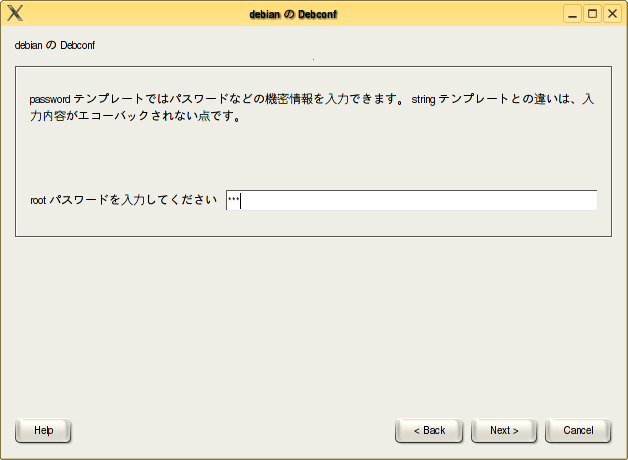 debian の Debconf
debian の Debconf
password テンプレートではパスワードなどの機密情報を入力できます。 string テンプレートとの違いは、入
力内容がエコーバックされない点です。
root パスワードを入力してください ***
Help < Back Next > Cancel